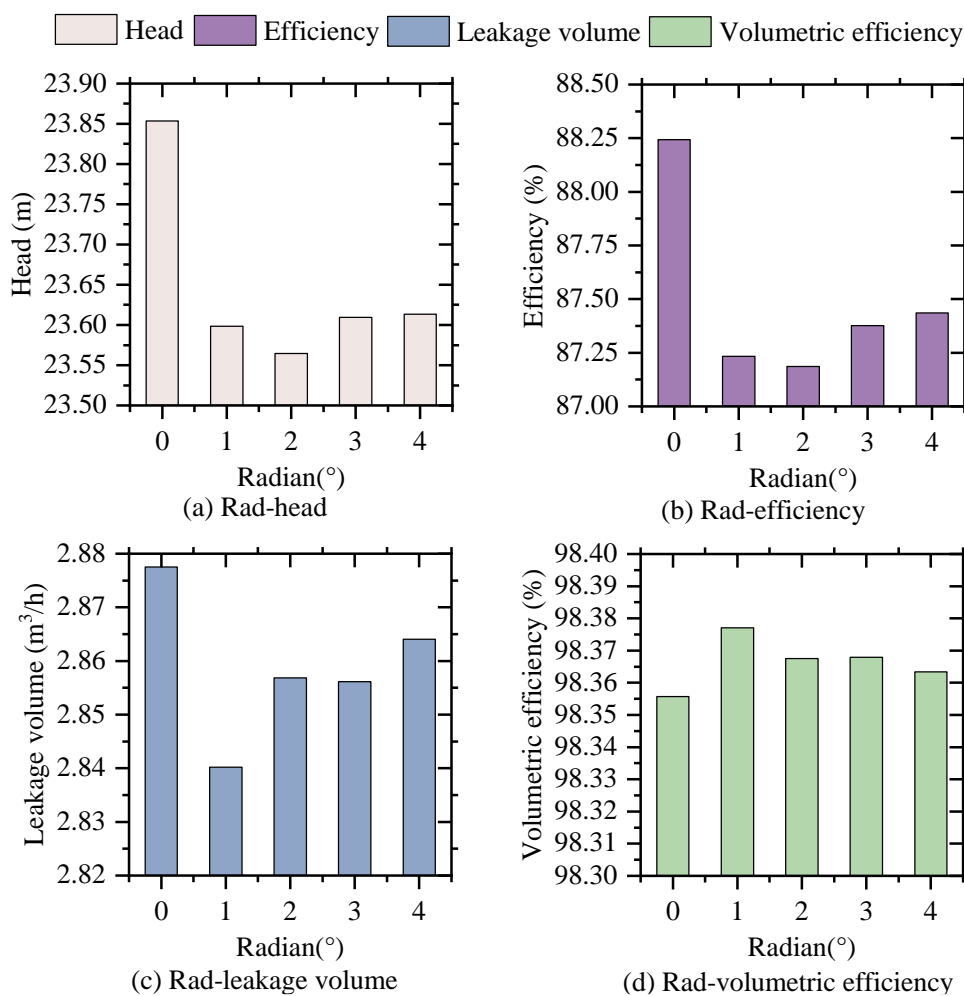 Head Efficiency Leakage volume Volumetric efficiency
23.90
23.85
23.80
23.75
23.70
23.65
23.60
23.55
23.50
Head (m)
0 1 2 3 4
Radian(°)
(a) Rad-head
88.50
88.25
88.00
87.75
87.50
87.25
87.00
Efficiency (%)
0 1 2 3 4
Radian(°)
(b) Rad-efficiency
2.88
2.87
2.86
2.85
2.84
2.83
2.82
Leakage volume (m³/h)
0 1 2 3 4
Radian(°)
(c) Rad-leakage volume
98.40
98.39
98.38
98.37
98.36
98.35
98.34
98.33
98.32
98.31
98.30
Volumetric efficiency (%)
0 1 2 3 4
Radian(°)
(d) Rad-volumetric efficiency